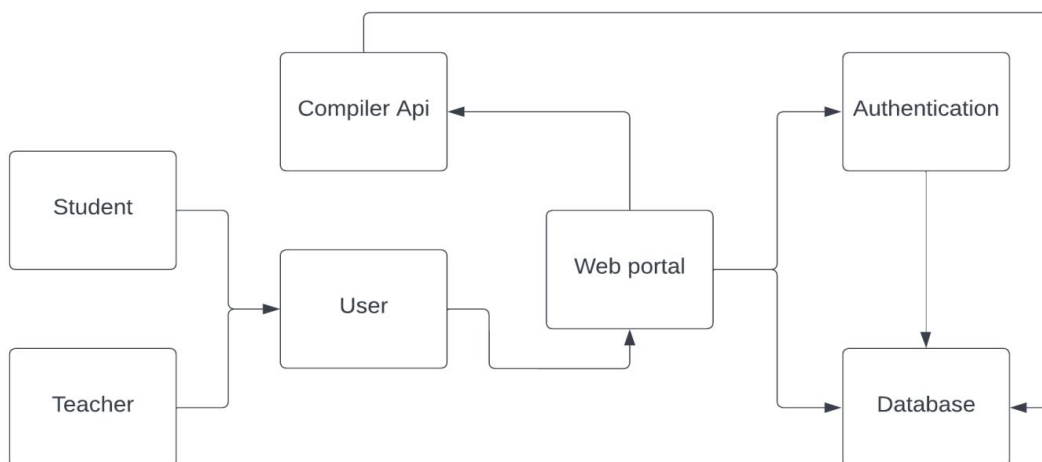 Compiler Api
Authentication
Student
Web portal
User
Teacher
Database